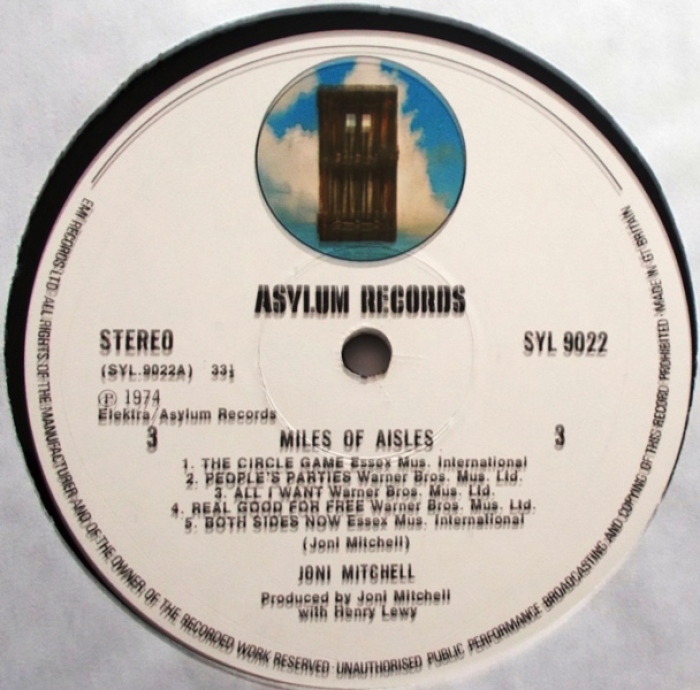 ASYLUM RECORDS
STEREO
SYL 9022
(SYL.9022A) 33⅓
Ⓟ 1974
Elektra/Asylum Records
3 MILES OF AISLES 3
1. THE CIRCLE GAME Essex Mus. International
2. PEOPLE'S PARTIES Warner Bros. Mus. Ltd.
3. ALL I WANT Warner Bros. Mus. Ltd.
4. REAL GOOD FOR FREE Warner Bros. Mus. Ltd.
5. BOTH SIDES NOW Essex Mus. International
(Joni Mitchell)
JONI MITCHELL
Produced by Joni Mitchell
with Henry Lewy
EMI RECORDS LTD · ALL RIGHTS OF THE MANUFACTURER AND OF THE OWNER OF THE RECORDED WORK RESERVED · UNAUTHORISED PUBLIC PERFORMANCE BROADCASTING AND COPYING OF THIS RECORD PROHIBITED · MADE IN GT BRITAIN